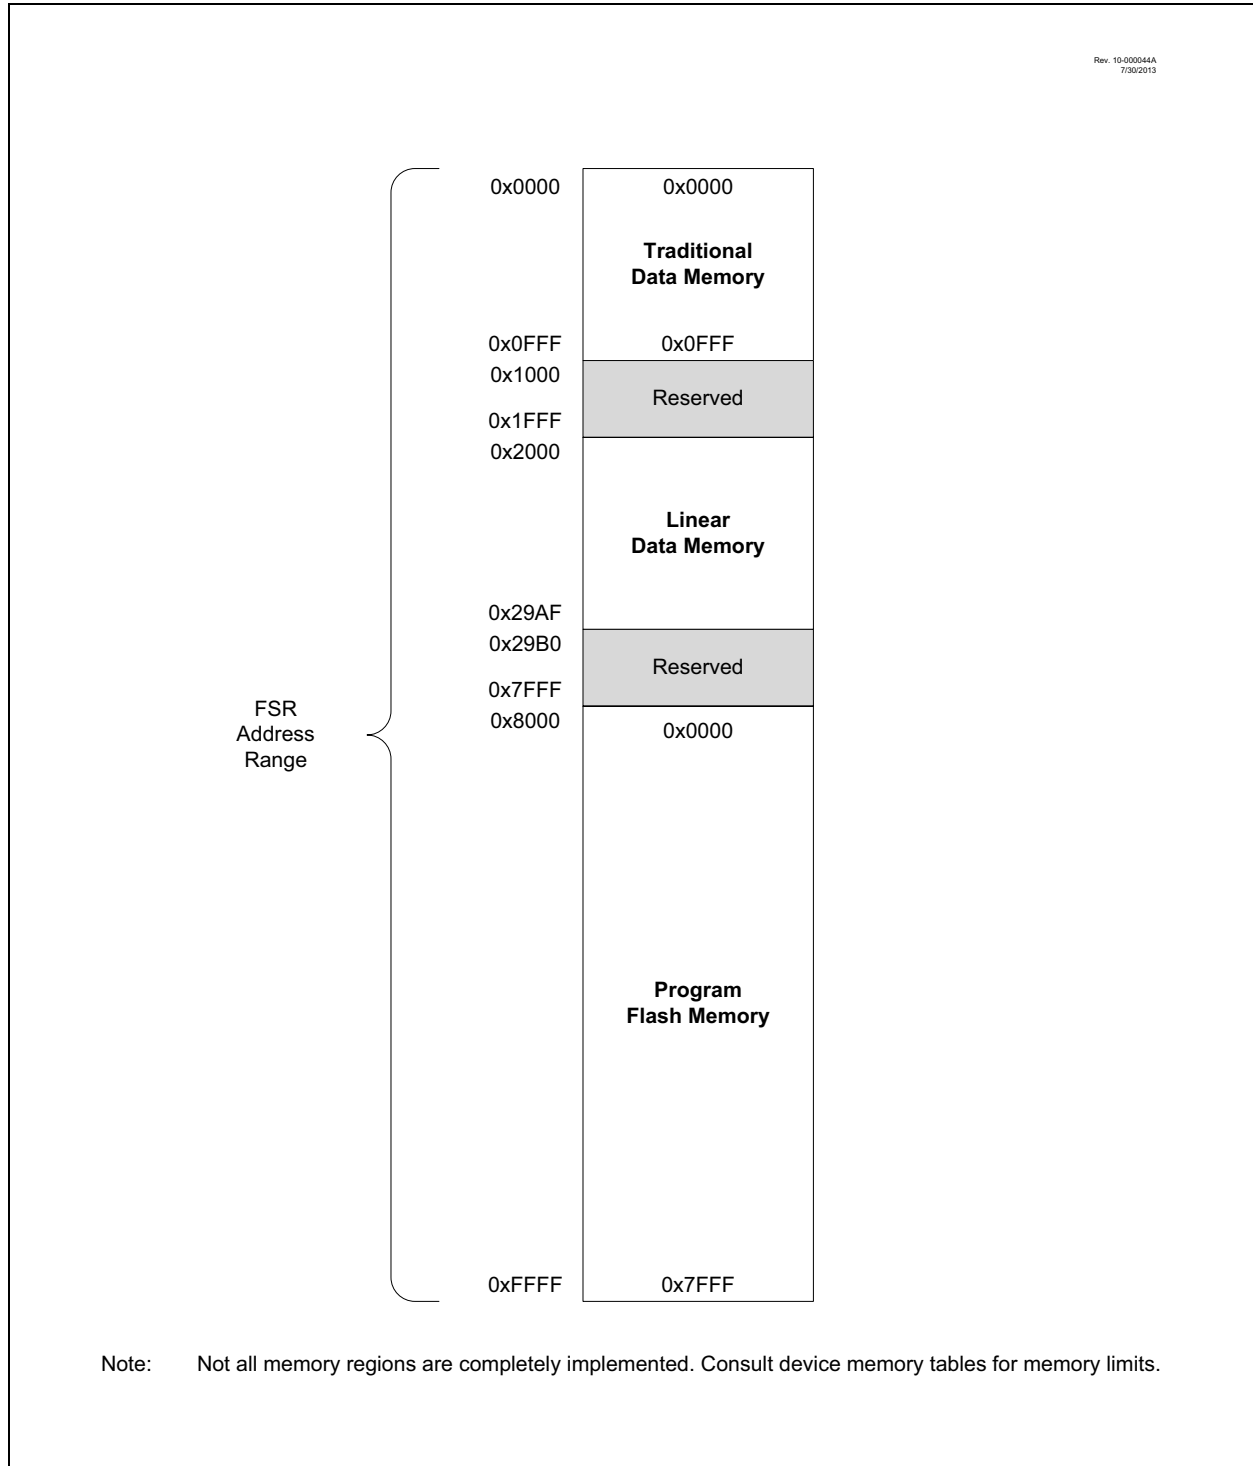 Rev. 10-000044A
7/30/2013
0x0000 0x0000
Traditional
Data Memory
0x0FFF 0x0FFF
0x1000
Reserved
0x1FFF
0x2000
Linear
Data Memory
0x29AF
0x29B0
Reserved
0x7FFF
0x8000 0x0000
FSR
Address
Range
Program
Flash Memory
0xFFFF 0x7FFF
Note: Not all memory regions are completely implemented. Consult device memory tables for memory limits.